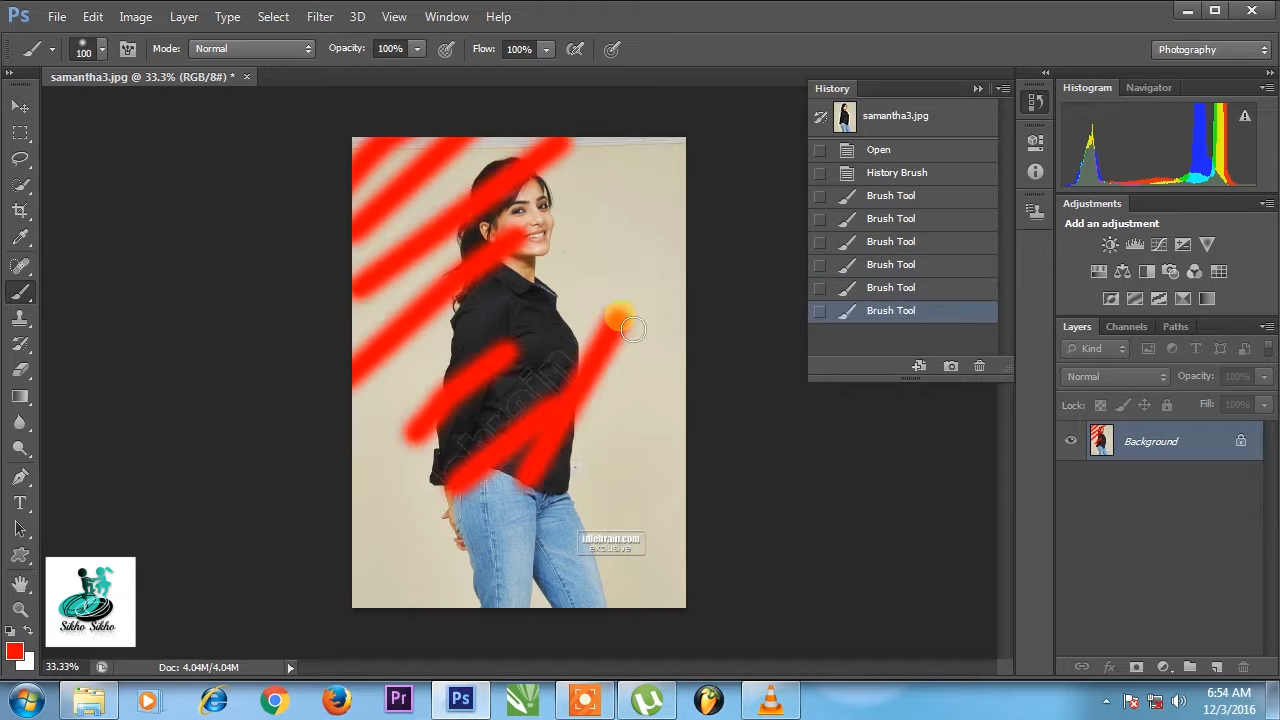 Ps File Edit Image Layer Type Select Filter 3D View Window Help
100 Mode: Normal Opacity: 100% Flow: 100% Photography
samantha3.jpg @ 33.3% (RGB/8#) *
History
samantha3.jpg
Open
History Brush
Brush Tool
Brush Tool
Brush Tool
Brush Tool
Brush Tool
Brush Tool
Histogram Navigator
Adjustments
Add an adjustment
Layers Channels Paths
Kind
Normal Opacity: 100%
Lock: Fill: 100%
Background
idlebrain.com
exclusive
Sikho Sikho
33.33% Doc: 4.04M/4.04M
Pr Ps
6:54 AM
12/3/2016